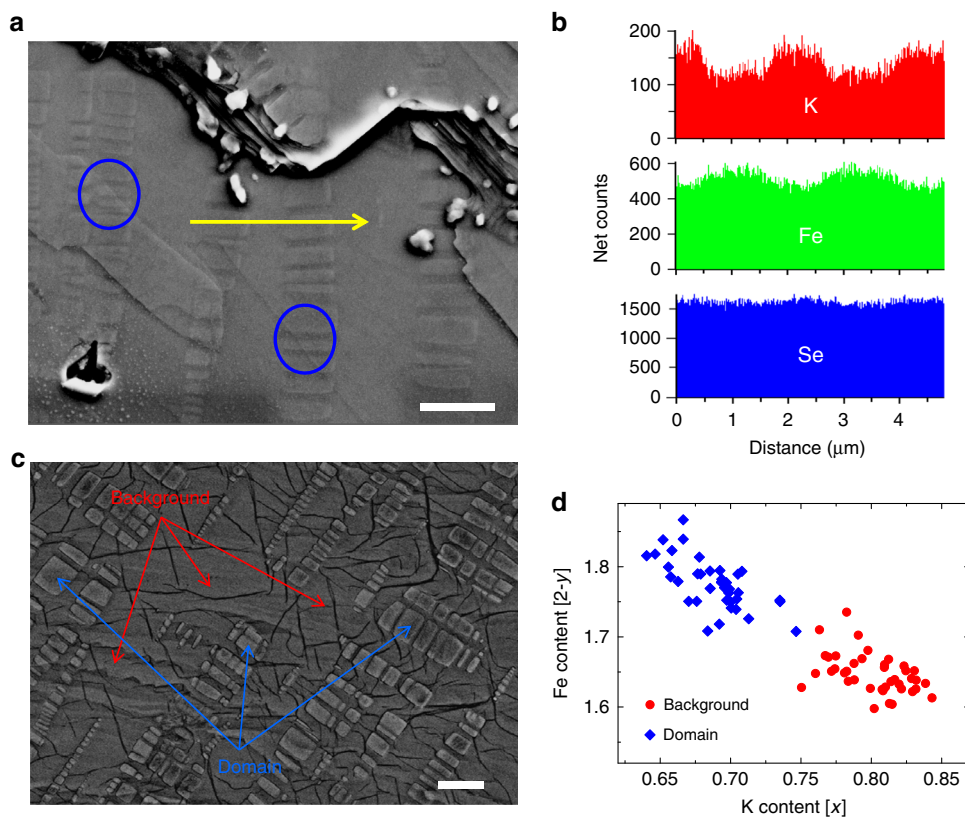 a
b
200
150
100
50
0
K
600
400
200
0
Fe
Net counts
1500
1000
500
0
Se
0 1 2 3 4
Distance (μm)
c
Background
Domain
d
1.8
1.7
1.6
Fe content [2-y]
Background
Domain
0.65 0.70 0.75 0.80 0.85
K content [x]